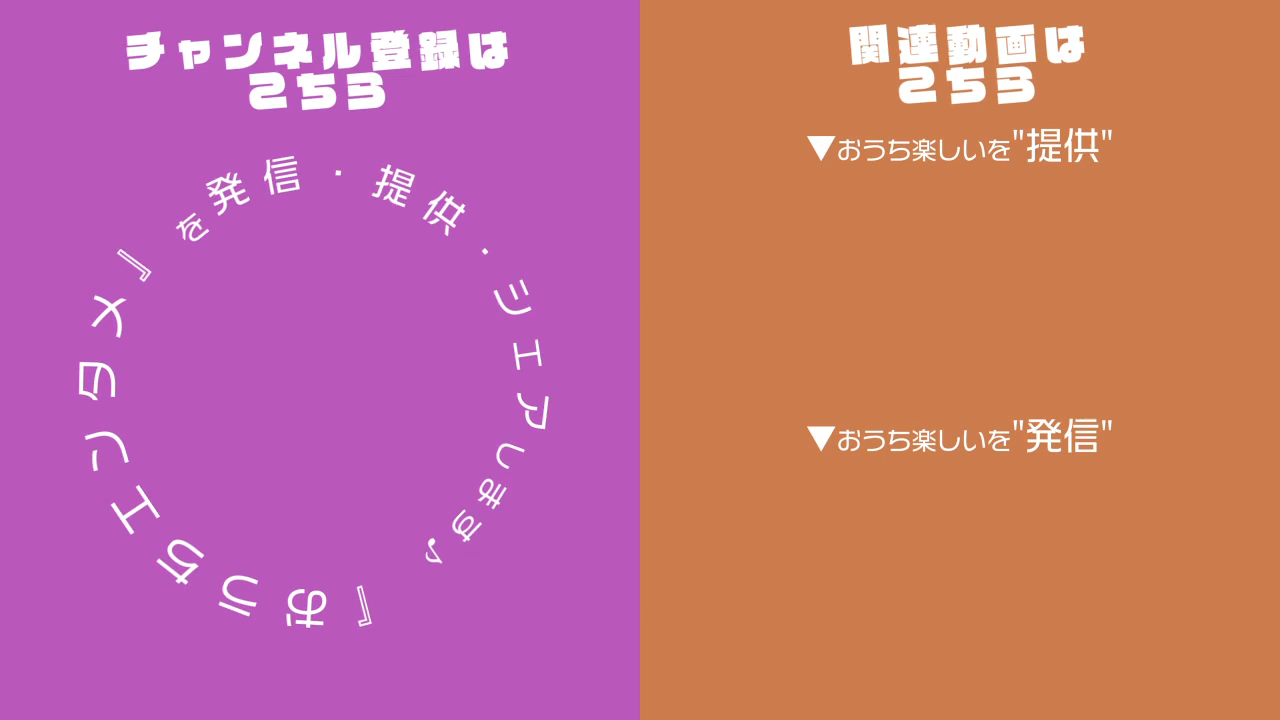 チャンネル登録は
こちら
『おうちエンタメ』を発信・提供・シェアします♪
関連動画は
こちら
▼おうち楽しいを"提供"
▼おうち楽しいを"発信"